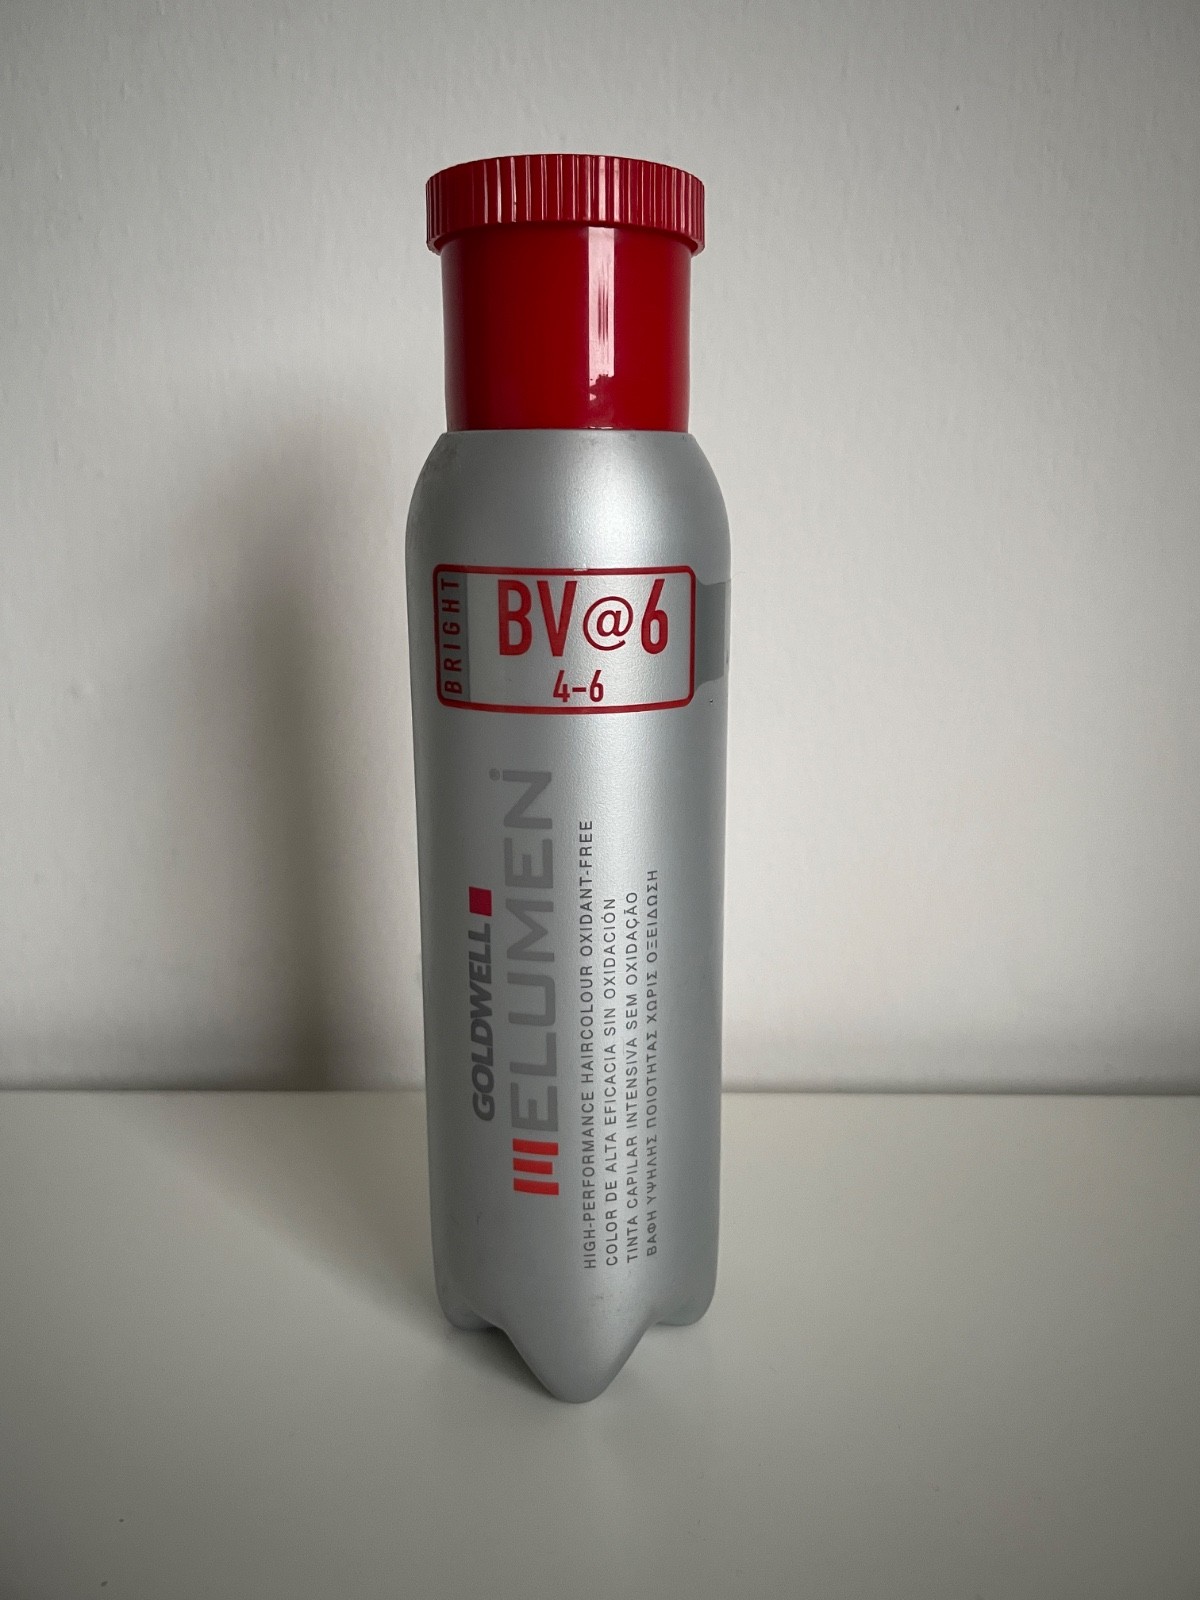 BRIGHT
BV@6
4-6
GOLDWELL
ELUMEN®
HIGH-PERFORMANCE HAIRCOLOUR OXIDANT-FREE
COLOR DE ALTA EFICACIA SIN OXIDACIÓN
TINTA CAPILAR INTENSIVA SEM OXIDAÇÃO
ΒΑΦΗ ΥΨΗΛΗΣ ΠΟΙΟΤΗΤΑΣ ΧΩΡΙΣ ΟΞΕΙΔΩΣΗ